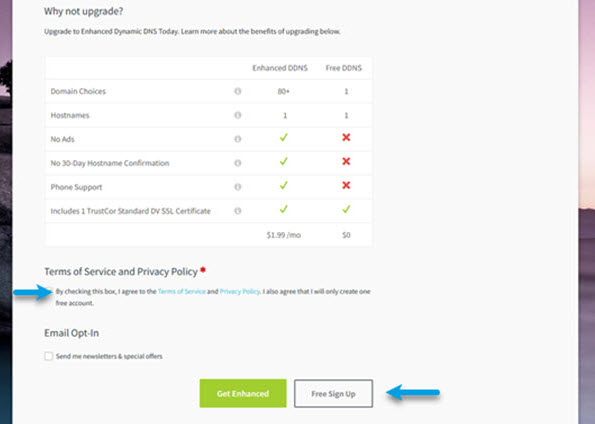 Why not upgrade?
Upgrade to Enhanced Dynamic DNS Today. Learn more about the benefits of upgrading below.
Enhanced DDNS Free DDNS
Domain Choices 80+ 1
Hostnames 1 1
No Ads
No 30-Day Hostname Confirmation
Phone Support
Includes 1 TrustCor Standard DV SSL Certificate
$1.99 /mo $0
Terms of Service and Privacy Policy *
By checking this box, I agree to the Terms of Service and Privacy Policy. I also agree that I will only create one
free account.
Email Opt-In
Send me newsletters & special offers
Get Enhanced Free Sign Up